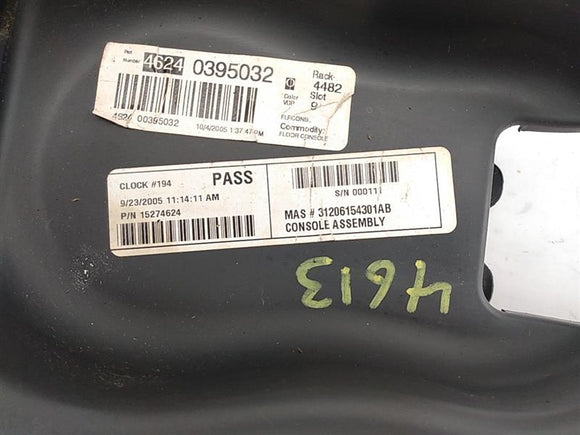 Part Number 4624 0395032
4624 00395032
10/4/2005 1:37:47 PM
Rack
4482
Color Slot
VDP 9
FLRCONS
Commodity:
FLOOR CONSOLE
CLOCK #194 PASS
9/23/2005 11:14:11 AM
P/N 15274624
S/N 000111
MAS # 31206154301AB
CONSOLE ASSEMBLY
4613